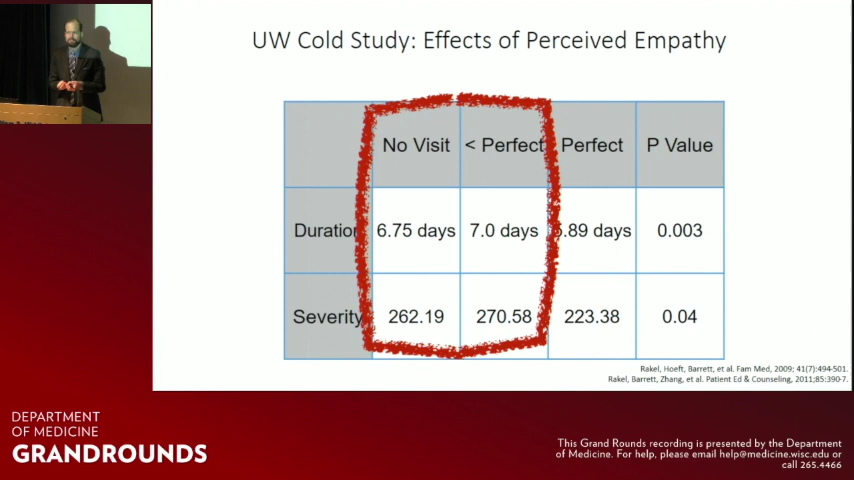 UW Cold Study: Effects of Perceived Empathy
No Visit < Perfect Perfect P Value
Duration 6.75 days 7.0 days .89 days 0.003
Severity 262.19 270.58 223.38 0.04
Rakel, Hoeft, Barrett, et al. Fam Med, 2009; 41(7):494-501.
Rakel, Barrett, Zhang, et al. Patient Ed & Counseling, 2011;85:390-7.
DEPARTMENT
OF MEDICINE
GRANDROUNDS
This Grand Rounds recording is presented by the Department
of Medicine. For help, please email help@medicine.wisc.edu or
call 265.4466